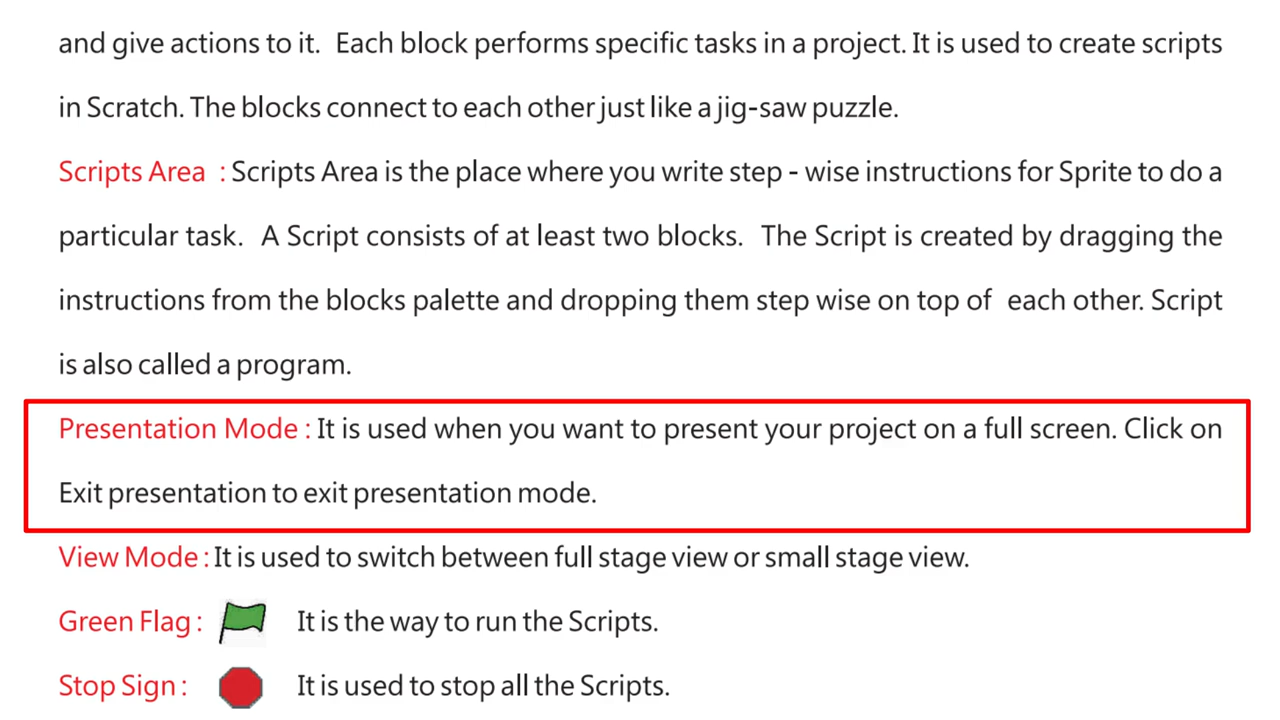 and give actions to it. Each block performs specific tasks in a project. It is used to create scripts
in Scratch. The blocks connect to each other just like a jig-saw puzzle.
Scripts Area : Scripts Area is the place where you write step - wise instructions for Sprite to do a
particular task. A Script consists of at least two blocks. The Script is created by dragging the
instructions from the blocks palette and dropping them step wise on top of each other. Script
is also called a program.
Presentation Mode : It is used when you want to present your project on a full screen. Click on
Exit presentation to exit presentation mode.
View Mode : It is used to switch between full stage view or small stage view.
Green Flag : It is the way to run the Scripts.
Stop Sign : It is used to stop all the Scripts.